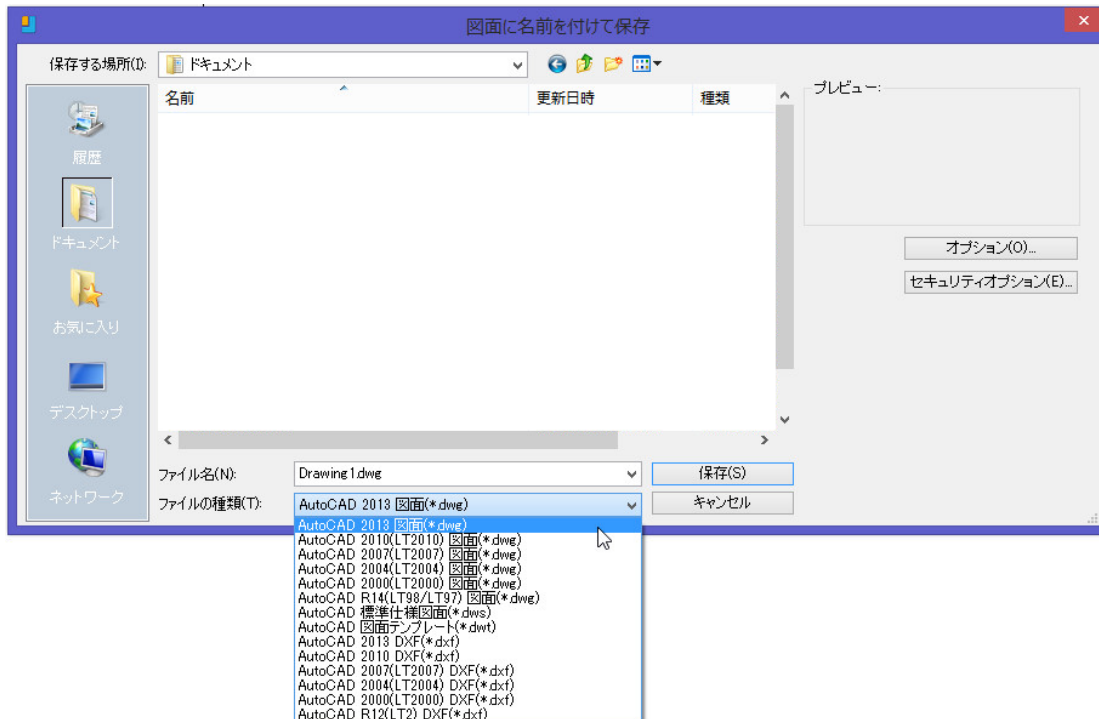 図面に名前を付けて保存
保存する場所(I):
ドキュメント
名前
更新日時
種類
プレビュー:
履歴
ドキュメント
お気に入り
デスクトップ
ネットワーク
オプション(O)...
セキュリティオプション(E)...
ファイル名(N):
Drawing1.dwg
保存(S)
ファイルの種類(T):
AutoCAD 2013 図面(*.dwg)
キャンセル
AutoCAD 2013 図面(*.dwg)
AutoCAD 2010(LT2010) 図面(*.dwg)
AutoCAD 2007(LT2007) 図面(*.dwg)
AutoCAD 2004(LT2004) 図面(*.dwg)
AutoCAD 2000(LT2000) 図面(*.dwg)
AutoCAD R14(LT98/LT97) 図面(*.dwg)
AutoCAD 標準仕様図面(*.dws)
AutoCAD 図面テンプレート(*.dwt)
AutoCAD 2013 DXF(*.dxf)
AutoCAD 2010 DXF(*.dxf)
AutoCAD 2007(LT2007) DXF(*.dxf)
AutoCAD 2004(LT2004) DXF(*.dxf)
AutoCAD 2000(LT2000) DXF(*.dxf)
AutoCAD R12(LT2) DXF(*.dxf)